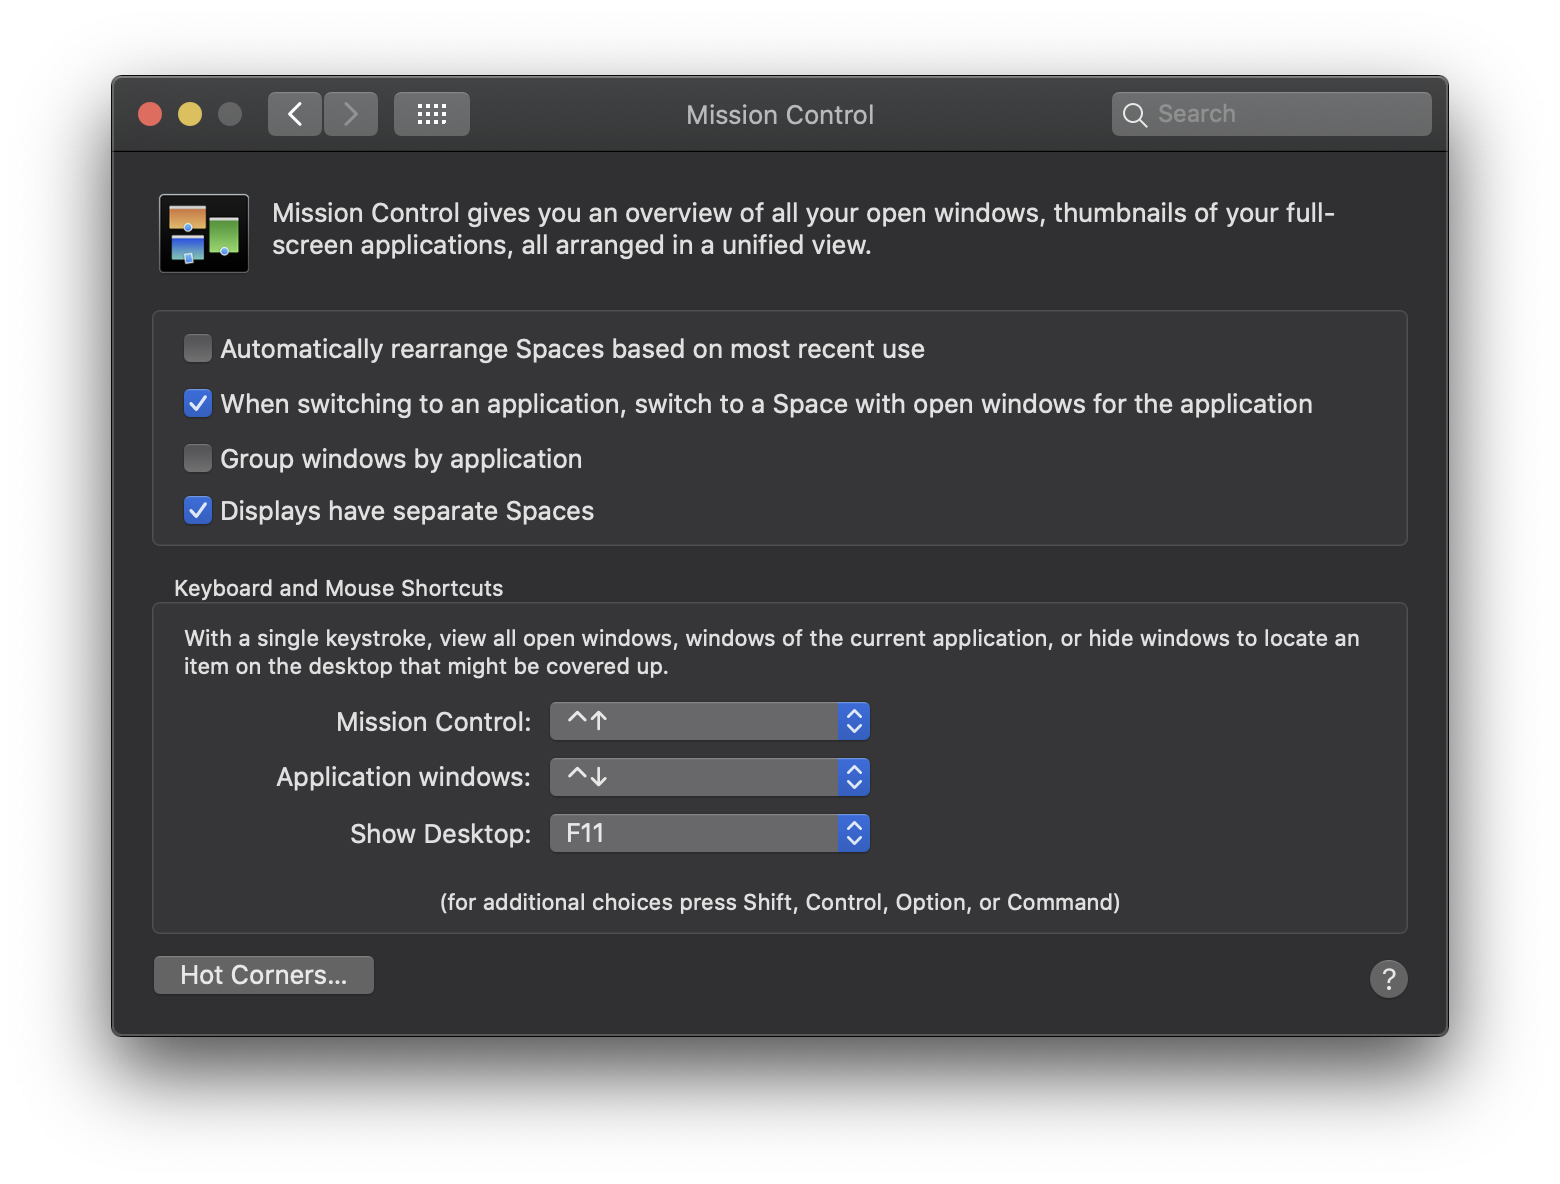 Mission Control
Search
Mission Control gives you an overview of all your open windows, thumbnails of your full-
screen applications, all arranged in a unified view.
Automatically rearrange Spaces based on most recent use
When switching to an application, switch to a Space with open windows for the application
Group windows by application
Displays have separate Spaces
Keyboard and Mouse Shortcuts
With a single keystroke, view all open windows, windows of the current application, or hide windows to locate an
item on the desktop that might be covered up.
Mission Control: ^↑
Application windows: ^↓
Show Desktop: F11
(for additional choices press Shift, Control, Option, or Command)
Hot Corners...
?